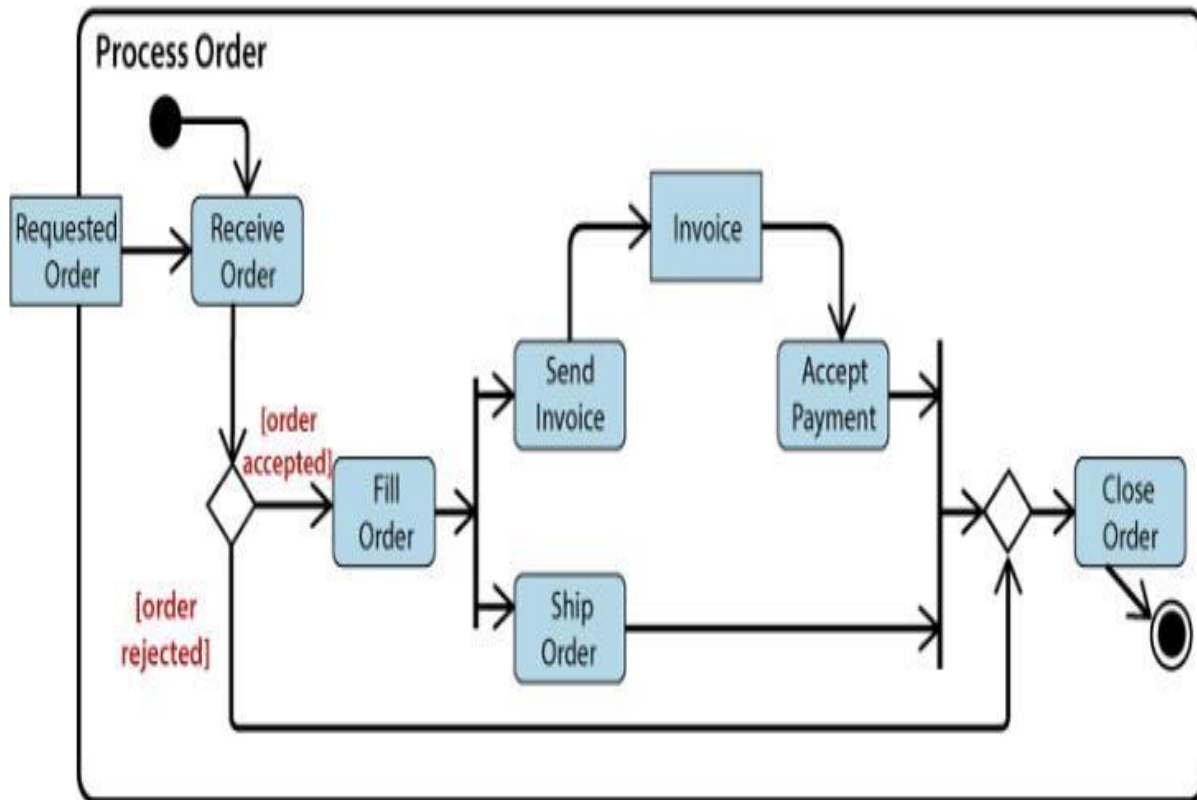 Process Order
Requested
Order
Receive
Order
Invoice
Send
Invoice
Accept
Payment
[order
accepted]
Fill
Order
Close
Order
[order
rejected]
Ship
Order